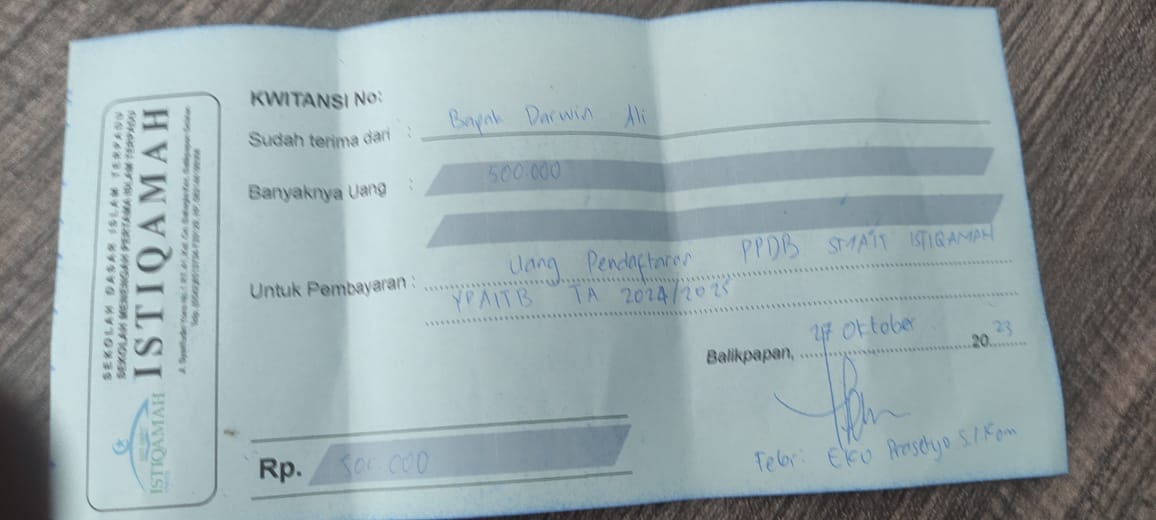 KWITANSI No:
Sudah terima dari : Bapak Darwin Ali
Banyaknya Uang : 500.000
Untuk Pembayaran : Uang Pendaftaran PPDB SMAIT ISTIQAMAH
YPAITB TA 2024/2025
Balikpapan, 27 Oktober 2023
Rp. 500.000
Febri Eko Prasetyo S.I.Kom
SEKOLAH DASAR ISLAM TERPADU
SEKOLAH MENENGAH PERTAMA ISLAM TERPADU
ISTIQAMAH
ISTIQAMAH